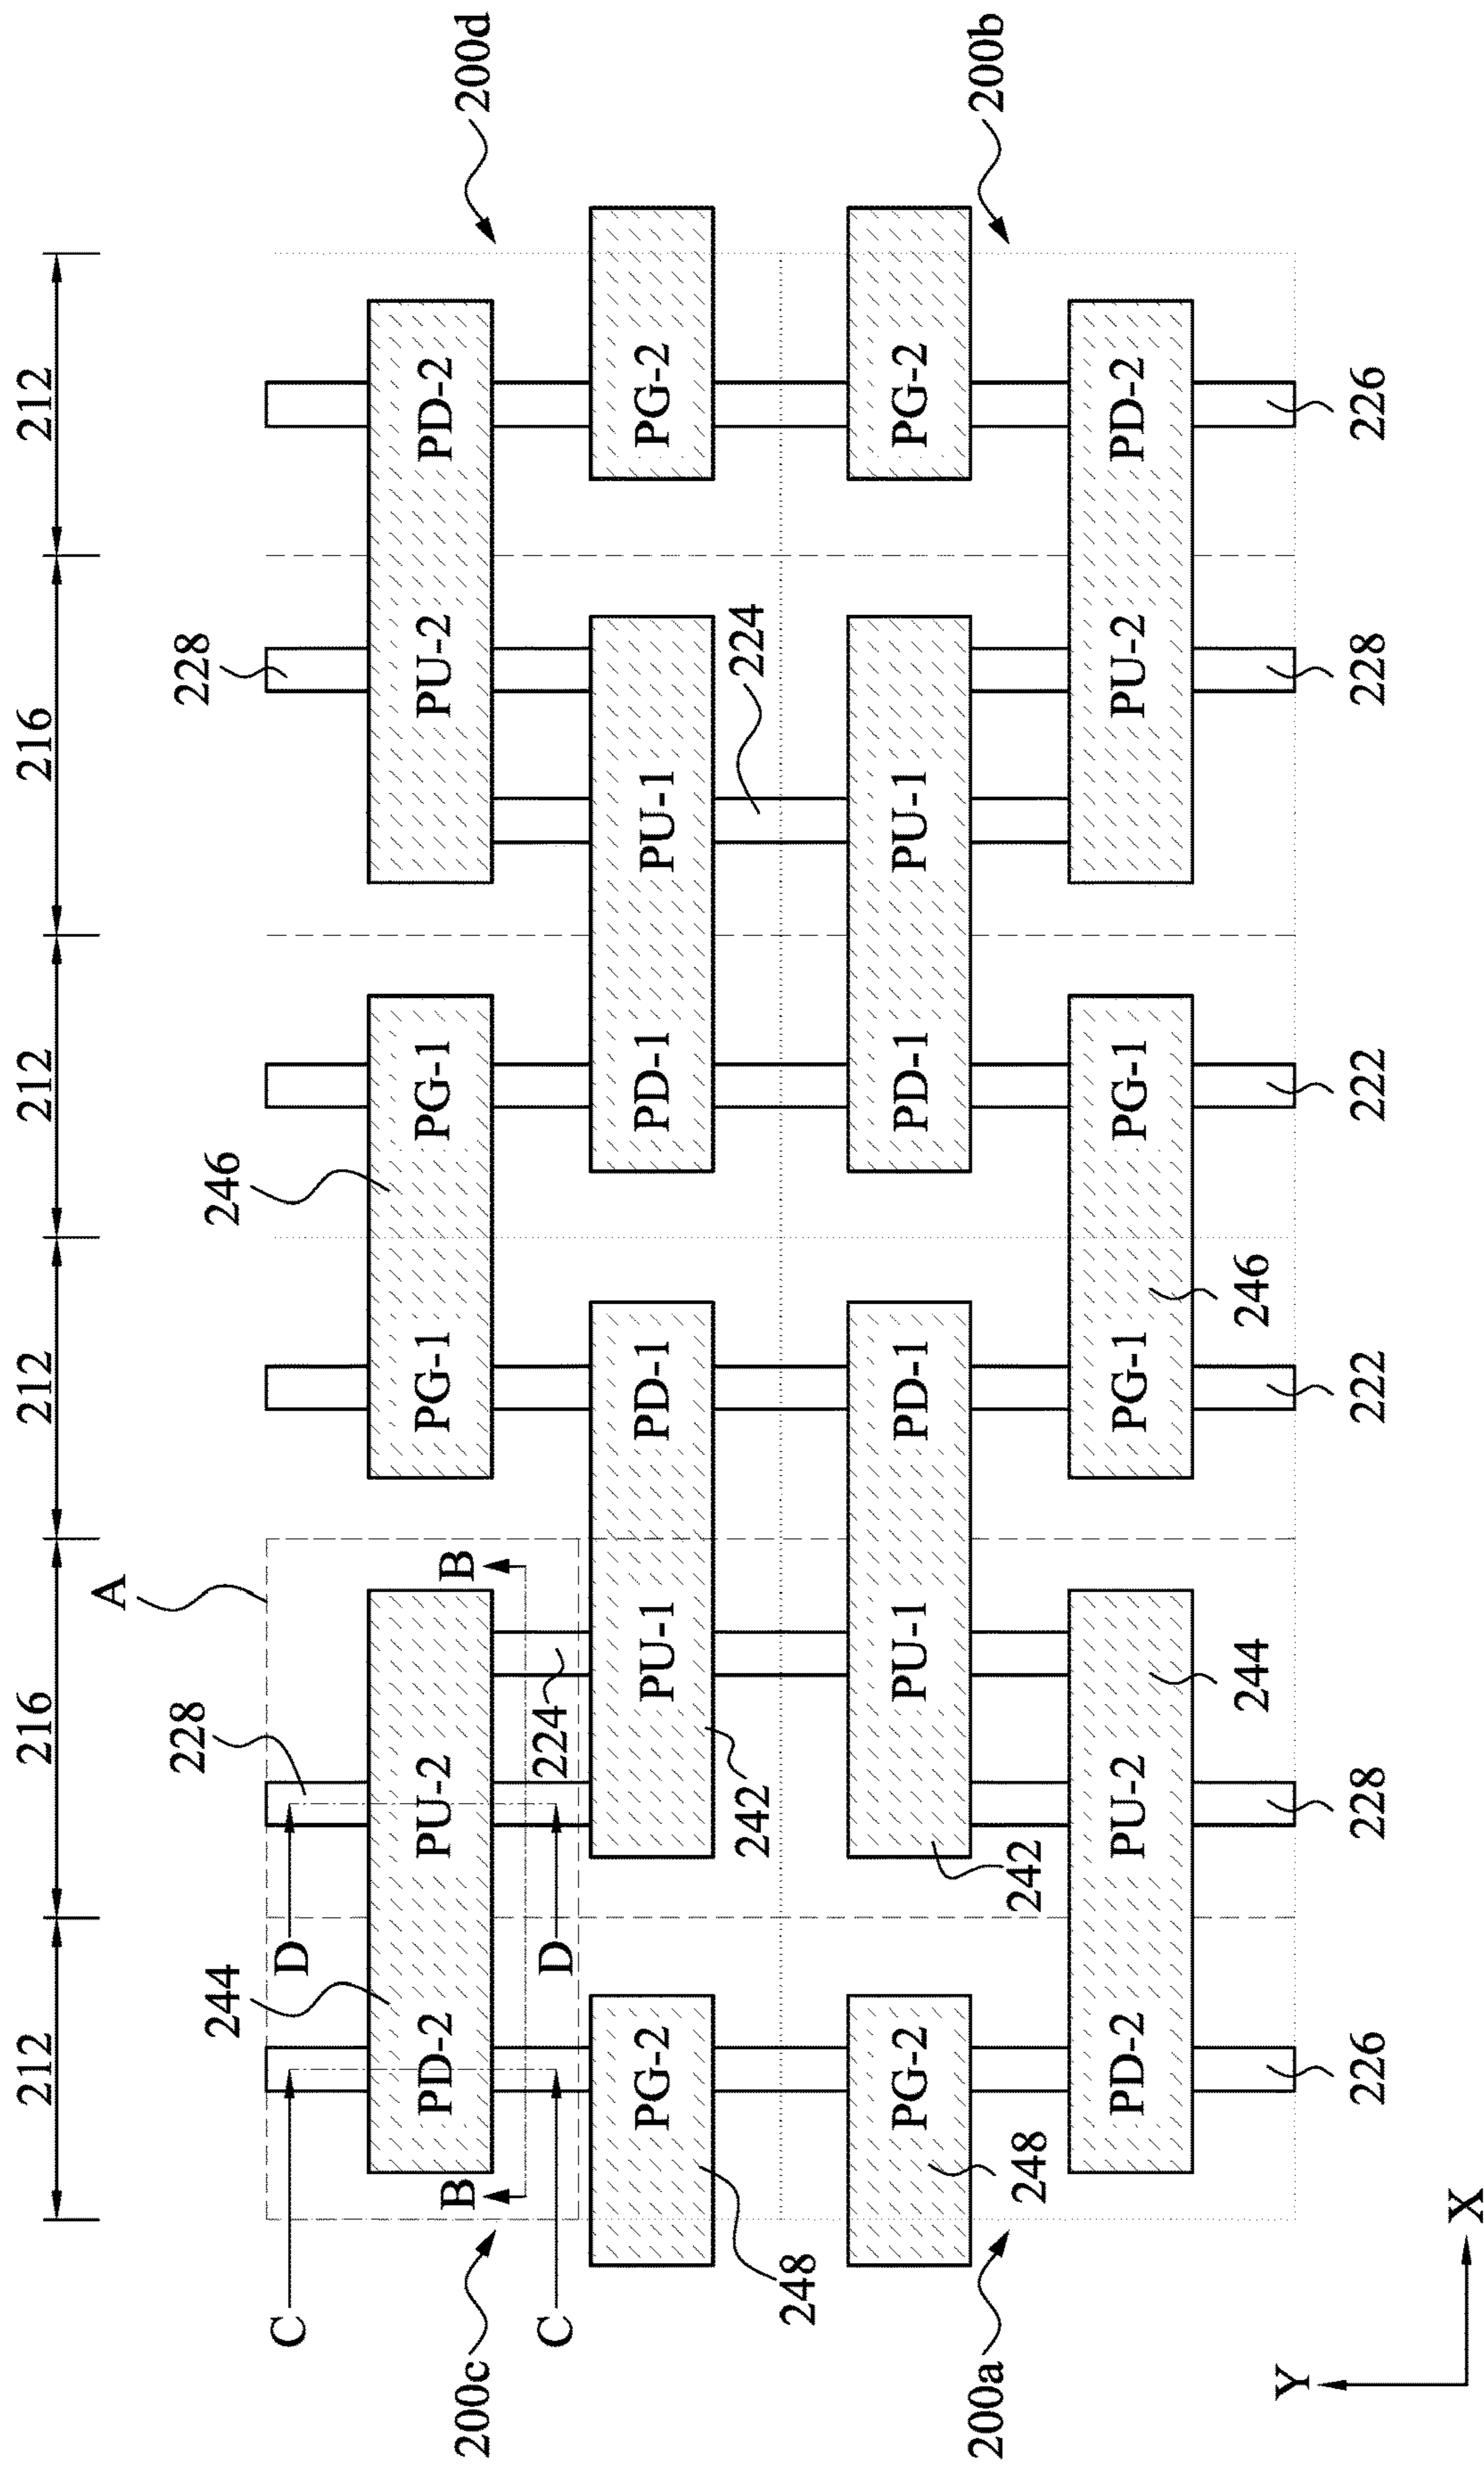 212 216 212 212 216 212
A
228 228
244 246
C D
PD-2 PU-2 PG-1 PG-1 PU-2 PD-2
B B
200c 200d
C D 224
PG-2 PU-1 PD-1 PD-1 PU-1 PG-2
242 224
248
PG-2 PU-1 PD-1 PD-1 PU-1 PG-2
200a 200b
248 242
PD-2 PU-2 PG-1 PG-1 PU-2 PD-2
244 246
Y
226 228 222 222 228 226
X